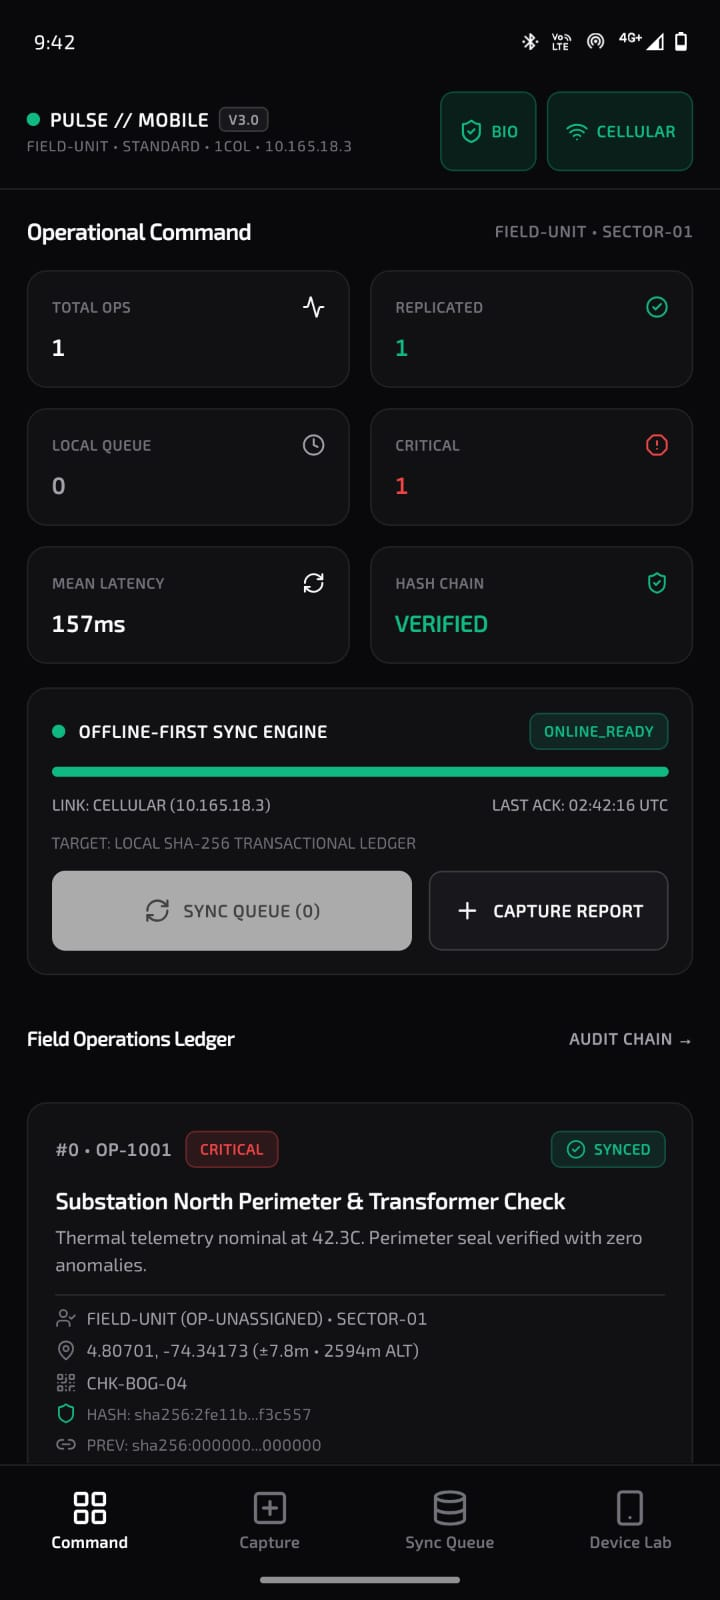 9:42
Vo LTE 4G+
PULSE // MOBILE V3.0
FIELD-UNIT • STANDARD • 1COL • 10.165.18.3
BIO
CELLULAR
Operational Command
FIELD-UNIT • SECTOR-01
TOTAL OPS
1
REPLICATED
1
LOCAL QUEUE
0
CRITICAL
1
MEAN LATENCY
157ms
HASH CHAIN
VERIFIED
OFFLINE-FIRST SYNC ENGINE
ONLINE_READY
LINK: CELLULAR (10.165.18.3)
LAST ACK: 02:42:16 UTC
TARGET: LOCAL SHA-256 TRANSACTIONAL LEDGER
SYNC QUEUE (0)
CAPTURE REPORT
Field Operations Ledger
AUDIT CHAIN →
#0 • OP-1001
CRITICAL
SYNCED
Substation North Perimeter & Transformer Check
Thermal telemetry nominal at 42.3C. Perimeter seal verified with zero
anomalies.
FIELD-UNIT (OP-UNASSIGNED) • SECTOR-01
4.80701, -74.34173 (±7.8m • 2594m ALT)
CHK-BOG-04
HASH: sha256:2fe11b...f3c557
PREV: sha256:000000...000000
Command
Capture
Sync Queue
Device Lab